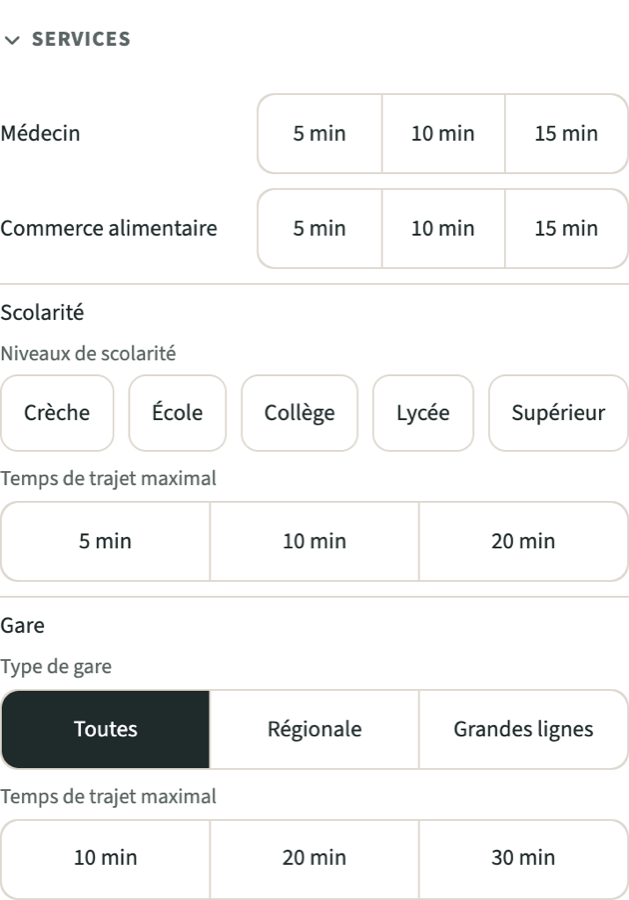 SERVICES
Médecin 5 min 10 min 15 min
Commerce alimentaire 5 min 10 min 15 min
Scolarité
Niveaux de scolarité
Crèche École Collège Lycée Supérieur
Temps de trajet maximal
5 min 10 min 20 min
Gare
Type de gare
Toutes Régionale Grandes lignes
Temps de trajet maximal
10 min 20 min 30 min